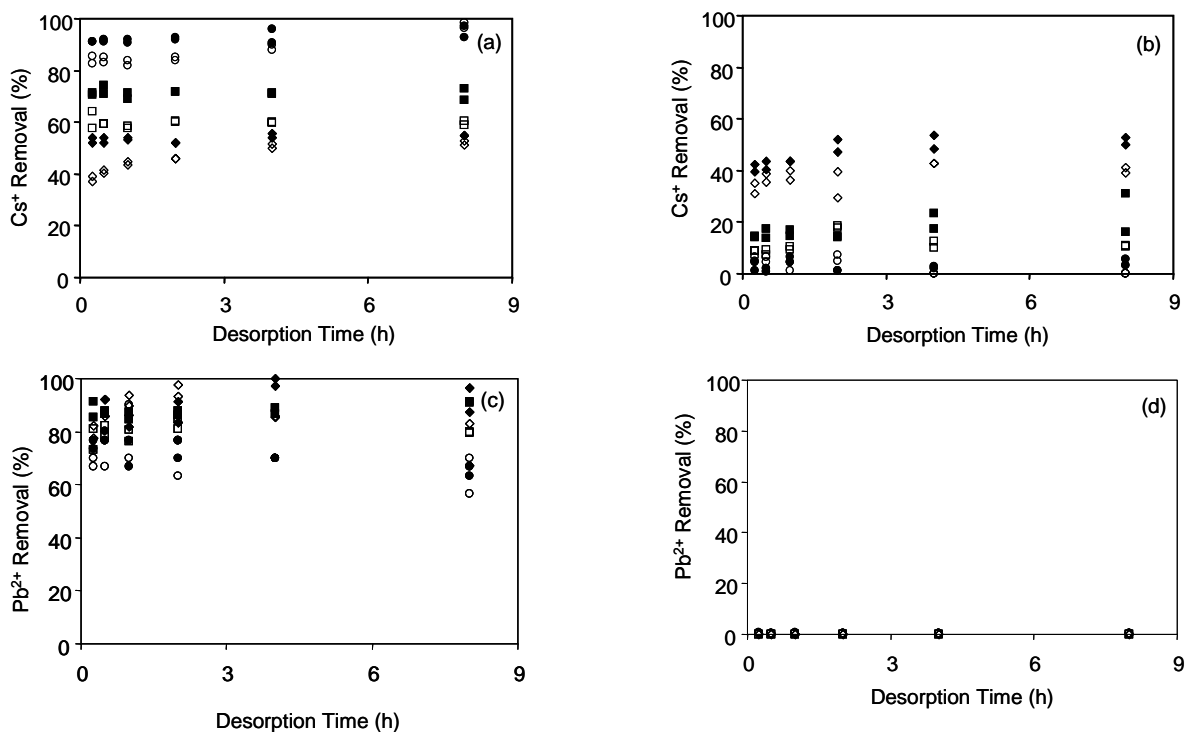 100
80
60
40
20
0
Cs⁺ Removal (%)
(a)
0 3 6 9
Desorption Time (h)
100
80
60
40
20
0
Cs⁺ Removal (%)
(b)
0 3 6 9
Desorption Time (h)
100
80
60
40
20
0
Pb²⁺ Removal (%)
(c)
0 3 6 9
Desorption Time (h)
100
80
60
40
20
0
Pb²⁺ Removal (%)
(d)
0 3 6 9
Desorption Time (h)